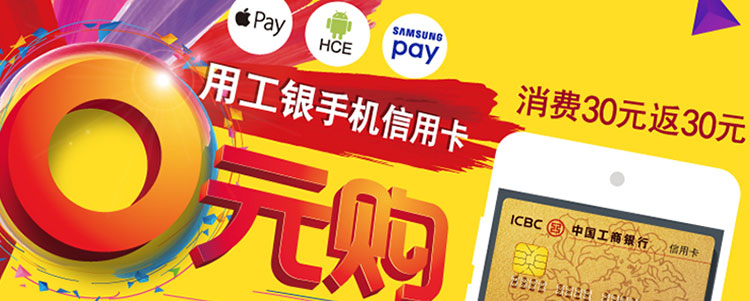 Pay
HCE
SAMSUNG
pay
用工银手机信用卡
消费30元返30元
0元购
ICBC 中国工商银行 信用卡